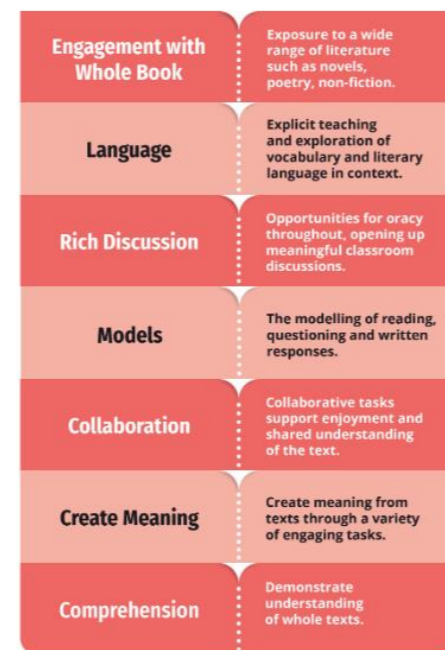 Engagement with
Whole Book
Exposure to a wide
range of literature
such as novels,
poetry, non-fiction.
Language
Explicit teaching
and exploration of
vocabulary and literary
language in context.
Rich Discussion
Opportunities for oracy
throughout, opening up
meaningful classroom
discussions.
Models
The modelling of reading,
questioning and written
responses.
Collaboration
Collaborative tasks
support enjoyment and
shared understanding
of the text.
Create Meaning
Create meaning from
texts through a variety
of engaging tasks.
Comprehension
Demonstrate
understanding
of whole texts.